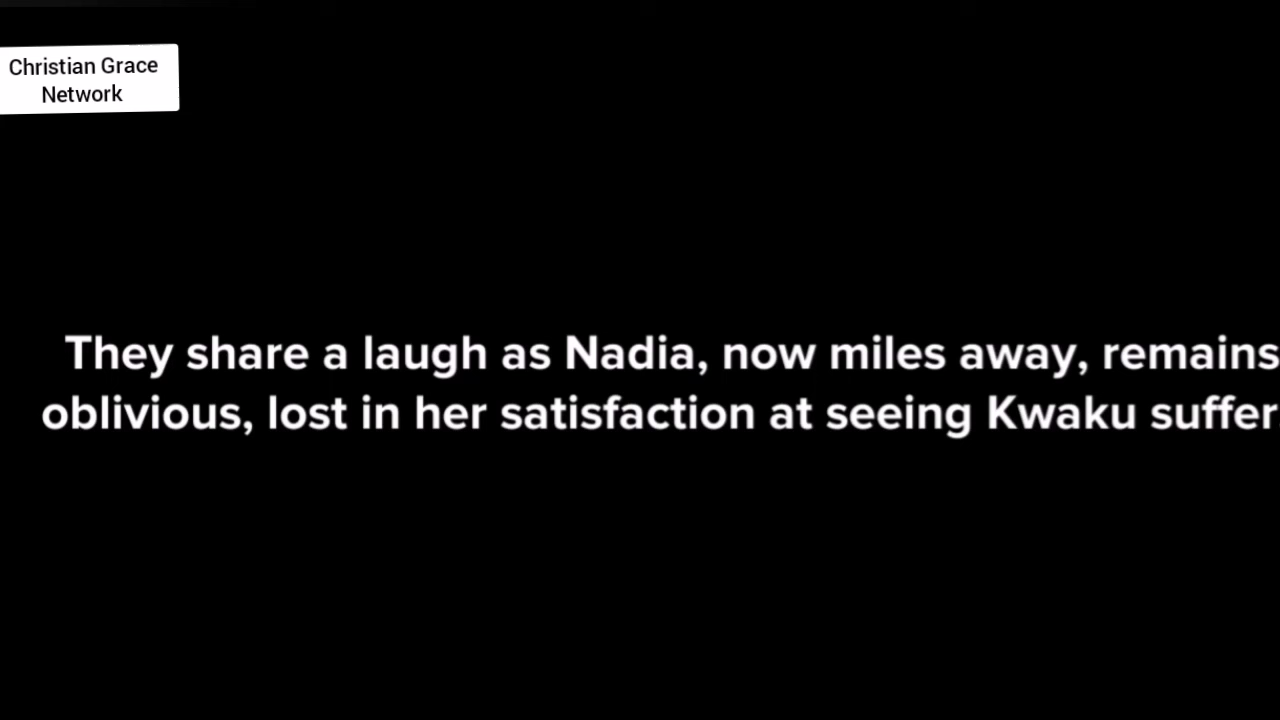 Christian Grace
Network
They share a laugh as Nadia, now miles away, remains
oblivious, lost in her satisfaction at seeing Kwaku suffer